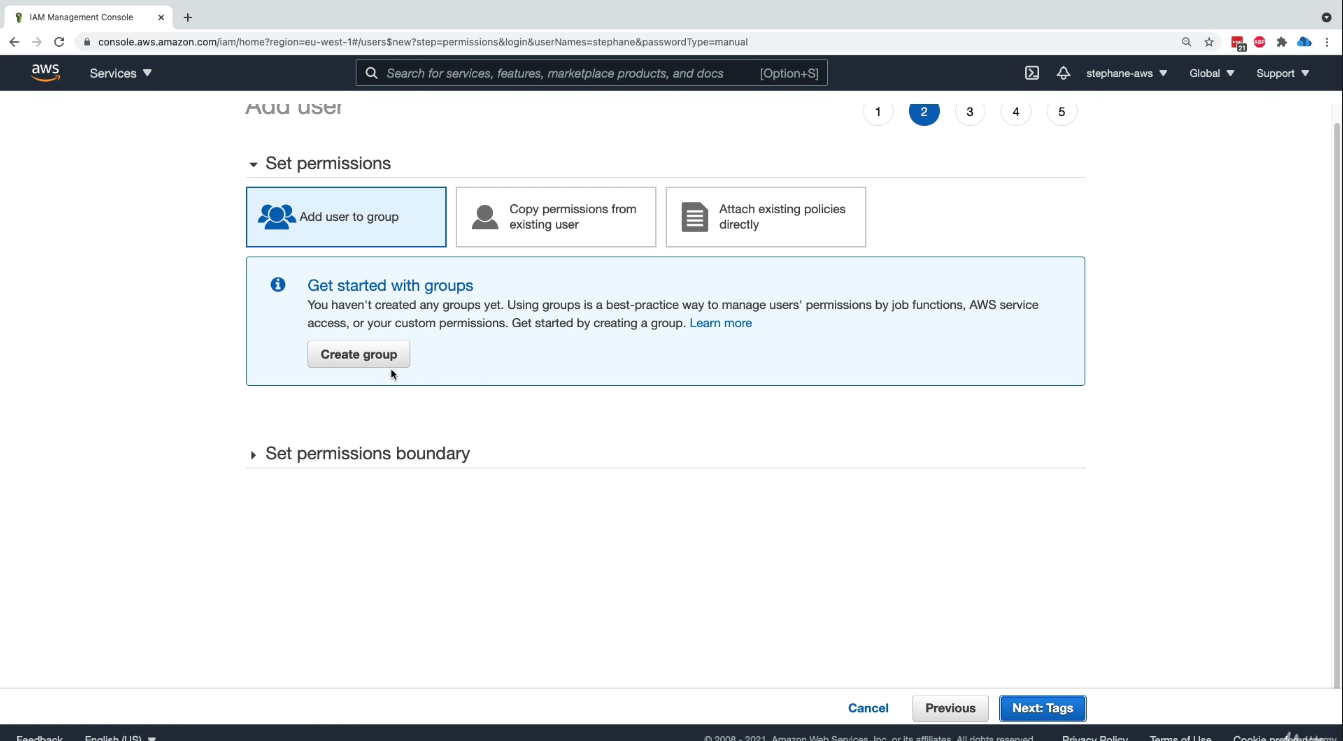 IAM Management Console
console.aws.amazon.com/iam/home?region=eu-west-1#/users$new?step=permissions&login&userNames=stephane&passwordType=manual
21
ABP
aws
Services
Search for services, features, marketplace products, and docs
[Option+S]
stephane-aws
Global
Support
Add user
1
2
3
4
5
Set permissions
Add user to group
Copy permissions from
existing user
Attach existing policies
directly
Get started with groups
You haven't created any groups yet. Using groups is a best-practice way to manage users' permissions by job functions, AWS service
access, or your custom permissions. Get started by creating a group. Learn more
Create group
Set permissions boundary
Cancel
Previous
Next: Tags
Feedback
English (US)
© 2008 - 2021, Amazon Web Services, Inc. or its affiliates. All rights reserved.
Privacy Policy
Terms of Use
Cookie preferences